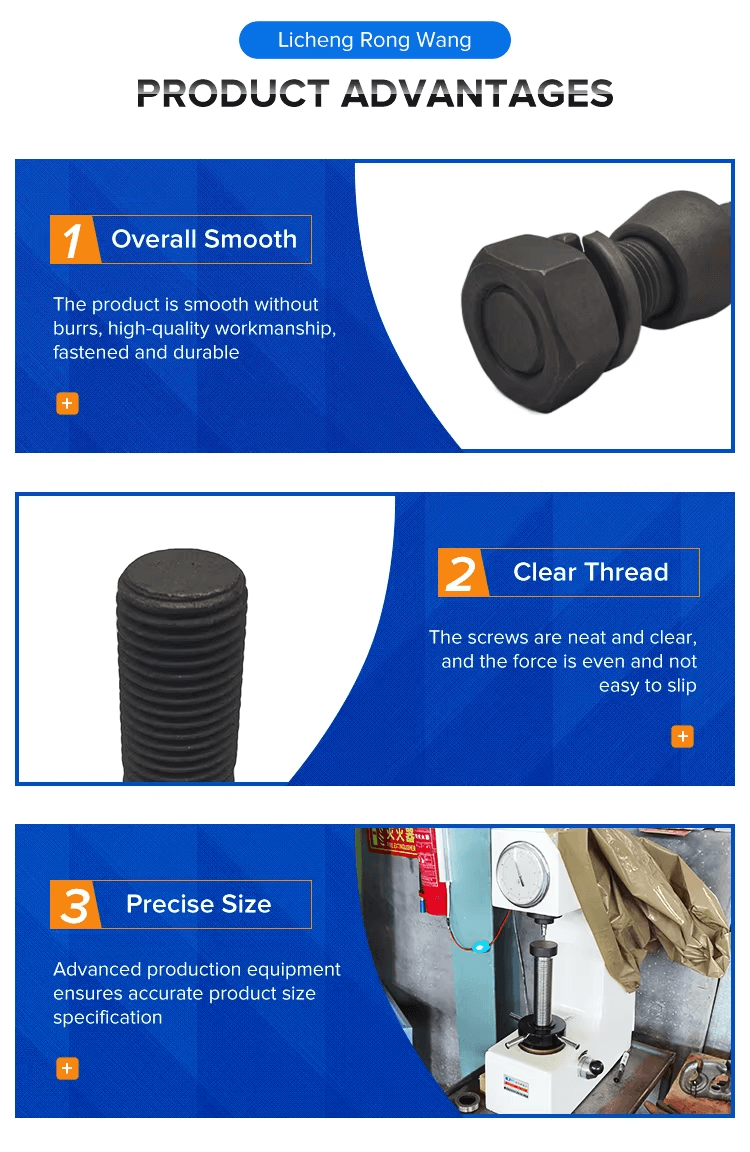 Licheng Rong Wang
PRODUCT ADVANTAGES
1
Overall Smooth
The product is smooth without
burrs, high-quality workmanship,
fastened and durable
+
2
Clear Thread
The screws are neat and clear,
and the force is even and not
easy to slip
+
3
Precise Size
Advanced production equipment
ensures accurate product size
specification
+